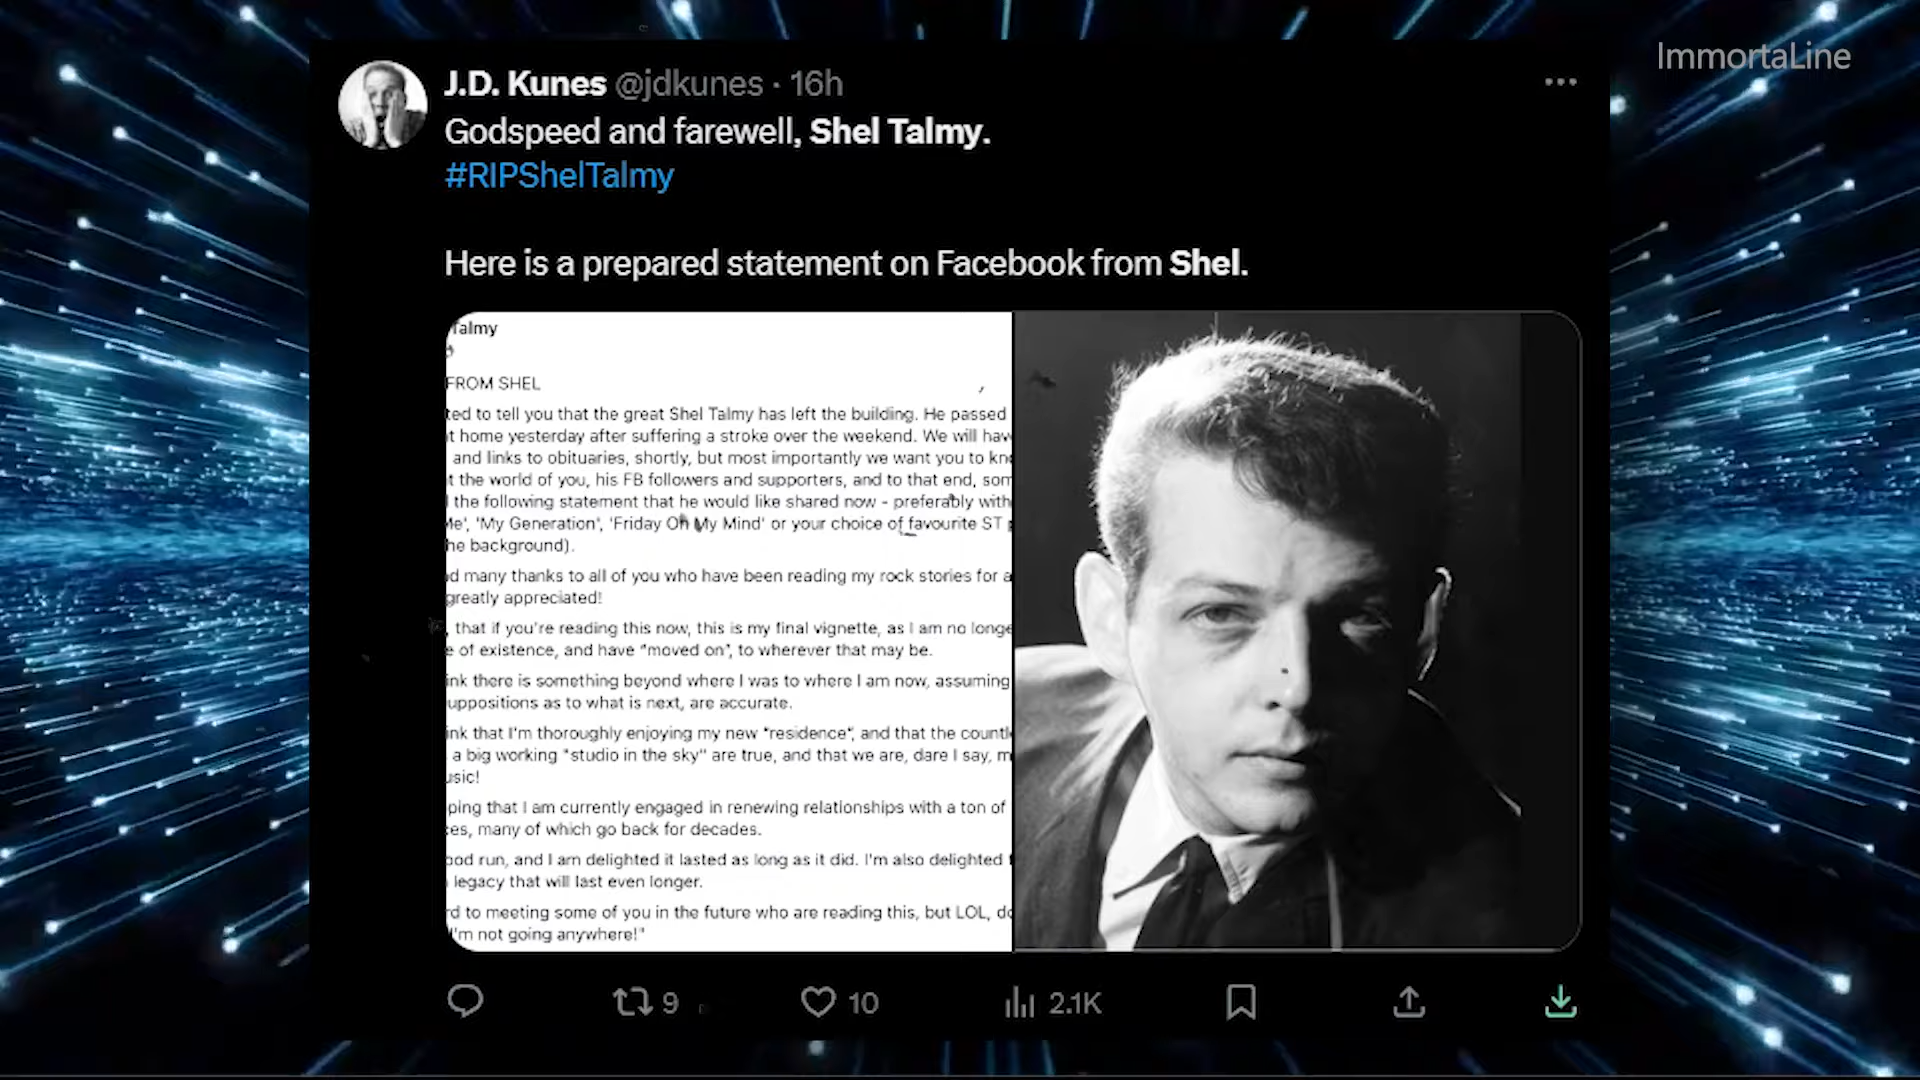 ImmortaLine
J.D. Kunes @jdkunes · 16h
Godspeed and farewell, Shel Talmy.
#RIPShelTalmy
Here is a prepared statement on Facebook from Shel.
Talmy
FROM SHEL
ted to tell you that the great Shel Talmy has left the building. He passed
t home yesterday after suffering a stroke over the weekend. We will hav
and links to obituaries, shortly, but most importantly we want you to kn
t the world of you, his FB followers and supporters, and to that end, som
the following statement that he would like shared now - preferably with
Me', 'My Generation', 'Friday On My Mind' or your choice of favourite ST
he background).
d many thanks to all of you who have been reading my rock stories for a
greatly appreciated!
, that if you're reading this now, this is my final vignette, as I am no longe
e of existence, and have "moved on", to wherever that may be.
ink there is something beyond where I was to where I am now, assuming
uppositions as to what is next, are accurate.
ink that I'm thoroughly enjoying my new "residence", and that the countl
a big working "studio in the sky" are true, and that we are, dare I say, m
usic!
ping that I am currently engaged in renewing relationships with a ton of
ces, many of which go back for decades.
ood run, and I am delighted it lasted as long as it did. I'm also delighted
legacy that will last even longer.
rd to meeting some of you in the future who are reading this, but LOL, do
I'm not going anywhere!"
9
10
2.1K